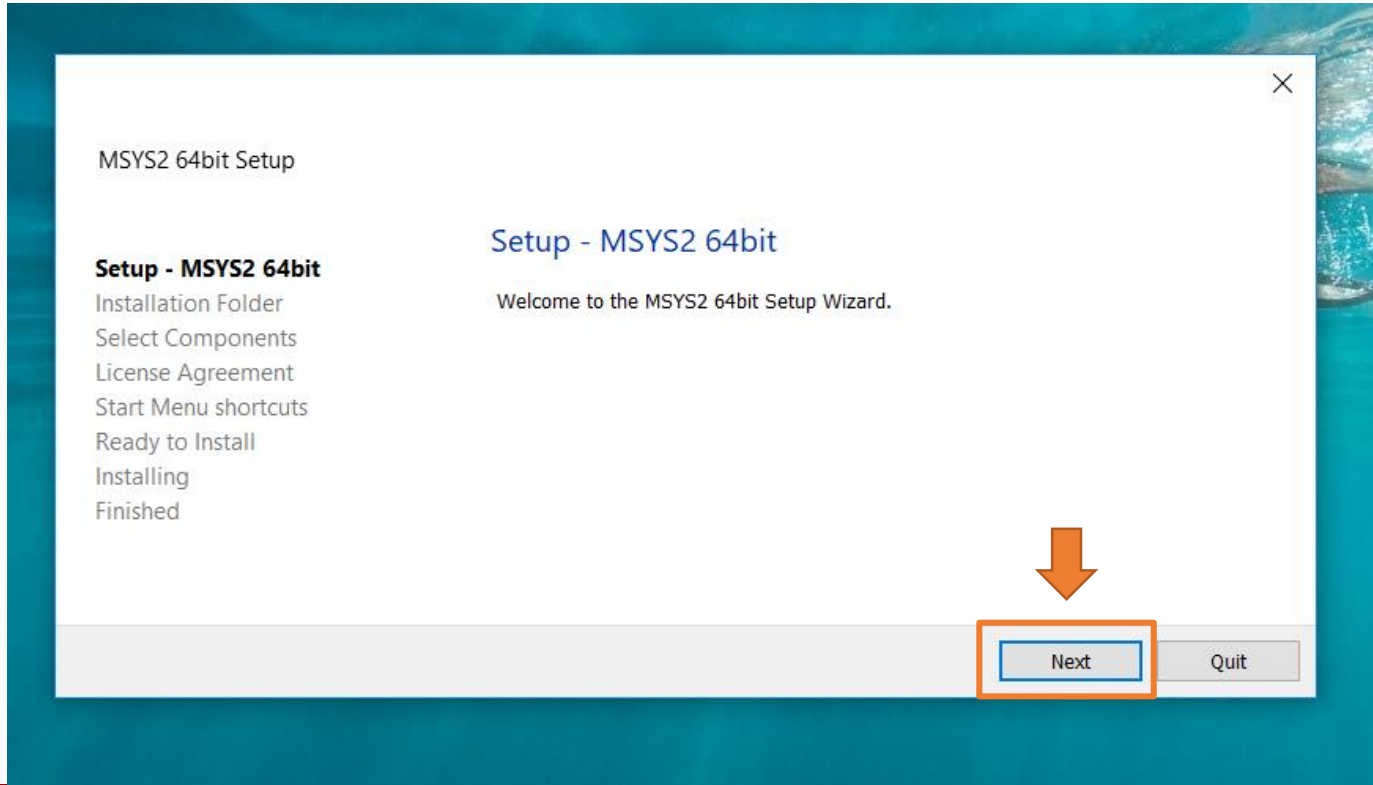 MSYS2 64bit Setup
Setup - MSYS2 64bit
Installation Folder
Select Components
License Agreement
Start Menu shortcuts
Ready to Install
Installing
Finished
Setup - MSYS2 64bit
Welcome to the MSYS2 64bit Setup Wizard.
Next
Quit